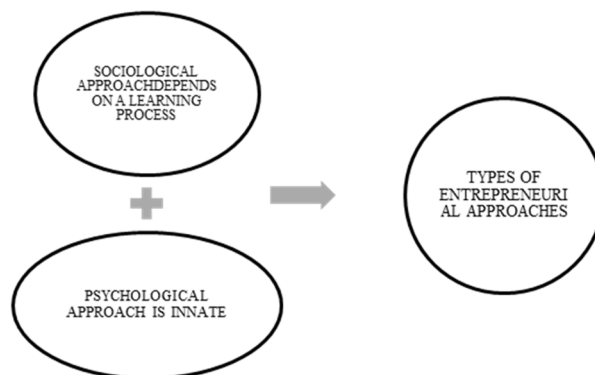 SOCIOLOGICAL
APPROACHDEPENDS
ON A LEARNING
PROCESS
PSYCHOLOGICAL
APPROACH IS INNATE
TYPES OF
ENTREPRENEURI
AL APPROACHES